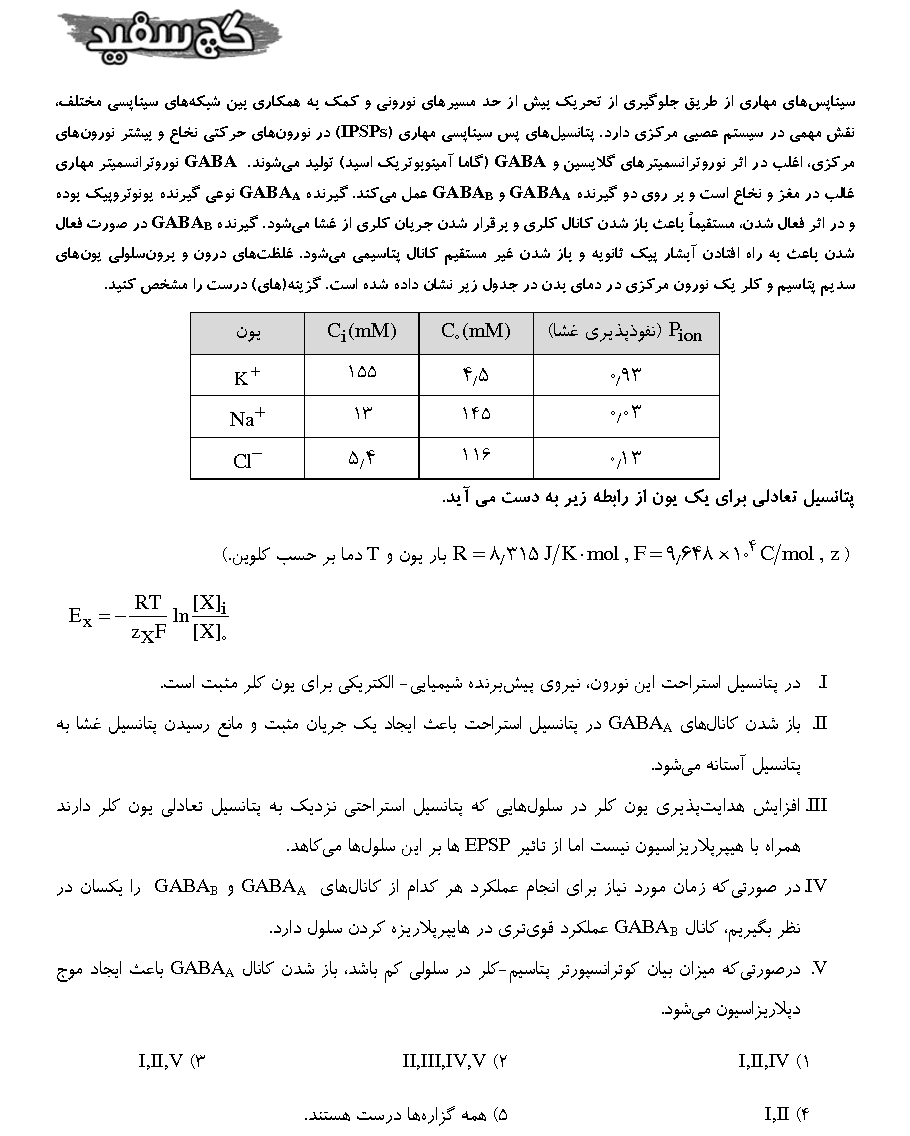 گچ سفید
سیناپس‌های مهاری از طریق جلوگیری از تحریک بیش از حد مسیرهای نورونی و کمک به همکاری بین شبکه‌های سیناپسی مختلف،
نقش مهمی در سیستم عصبی مرکزی دارد. پتانسیل‌های پس سیناپسی مهاری (IPSPs) در نورون‌های حرکتی نخاع و بیشتر نورون‌های
مرکزی، اغلب در اثر نوروترانسمیترهای گلایسین و GABA (گاما آمینوبوتریک اسید) تولید می‌شوند. GABA نوروترانسمیتر مهاری
غالب در مغز و نخاع است و بر روی دو گیرنده GABA_A و GABA_B عمل می‌کند. گیرنده GABA_A نوعی گیرنده یونوتروپیک بوده
و در اثر فعال شدن، مستقیماً باعث باز شدن کانال کلری و برقرار شدن جریان کلری از غشا می‌شود. گیرنده GABA_B در صورت فعال
شدن باعث به راه افتادن آبشار پیک ثانویه و باز شدن غیر مستقیم کانال پتاسیمی می‌شود. غلظت‌های درون و برون‌سلولی یون‌های
سدیم پتاسیم و کلر یک نورون مرکزی در دمای بدن در جدول زیر نشان داده شده است. گزینه(های) درست را مشخص کنید.
یون C_i(mM) C_°(mM) P_ion (نفوذپذیری غشا)
K^+ ۱۵۵ ۴٫۵ ۰٫۹۳
Na^+ ۱۳ ۱۴۵ ۰٫۰۳
Cl^− ۵٫۴ ۱۱۶ ۰٫۱۳
پتانسیل تعادلی برای یک یون از رابطه زیر به دست می آید.
( R = ۸٫۳۱۵ J/K·mol , F = ۹٫۶۴۸ × ۱۰^۴ C/mol , z بار یون و T دما بر حسب کلوین.)
E_x = − RT/z_X F ln [X]_i/[X]_°
I. در پتانسیل استراحت این نورون، نیروی پیش‌برنده شیمیایی- الکتریکی برای یون کلر مثبت است.
II. باز شدن کانال‌های GABA_A در پتانسیل استراحت باعث ایجاد یک جریان مثبت و مانع رسیدن پتانسیل غشا به
پتانسیل آستانه می‌شود.
III. افزایش هدایت‌پذیری یون کلر در سلول‌هایی که پتانسیل استراحتی نزدیک به پتانسیل تعادلی یون کلر دارند
همراه با هیپرپلاریزاسیون نیست اما از تاثیر EPSP ها بر این سلول‌ها می‌کاهد.
IV. در صورتی‌که زمان مورد نیاز برای انجام عملکرد هر کدام از کانال‌های GABA_A و GABA_B را یکسان در
نظر بگیریم، کانال GABA_B عملکرد قوی‌تری در هایپرپلاریزه کردن سلول دارد.
V. درصورتی‌که میزان بیان کوترانسپورتر پتاسیم-کلر در سلولی کم باشد، باز شدن کانال GABA_A باعث ایجاد موج
دپلاریزاسیون می‌شود.
۱) I,II,IV ۲) II,III,IV,V ۳) I,II,V
۴) I,II ۵) همه گزاره‌ها درست هستند.